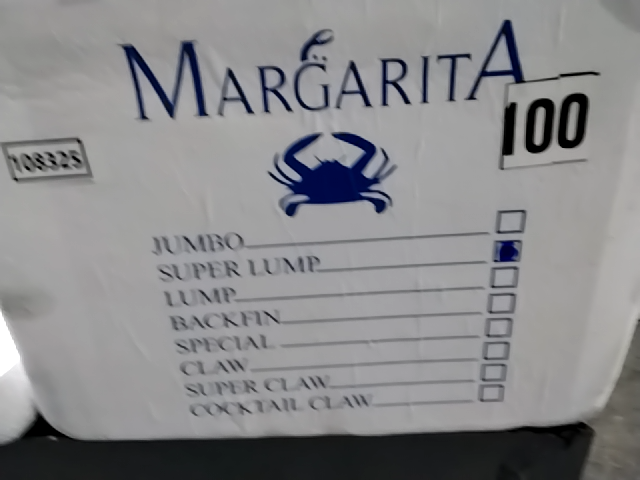 MARGARITA
100
108325
JUMBO
SUPER LUMP
LUMP
BACKFIN
SPECIAL
CLAW
SUPER CLAW
COCKTAIL CLAW